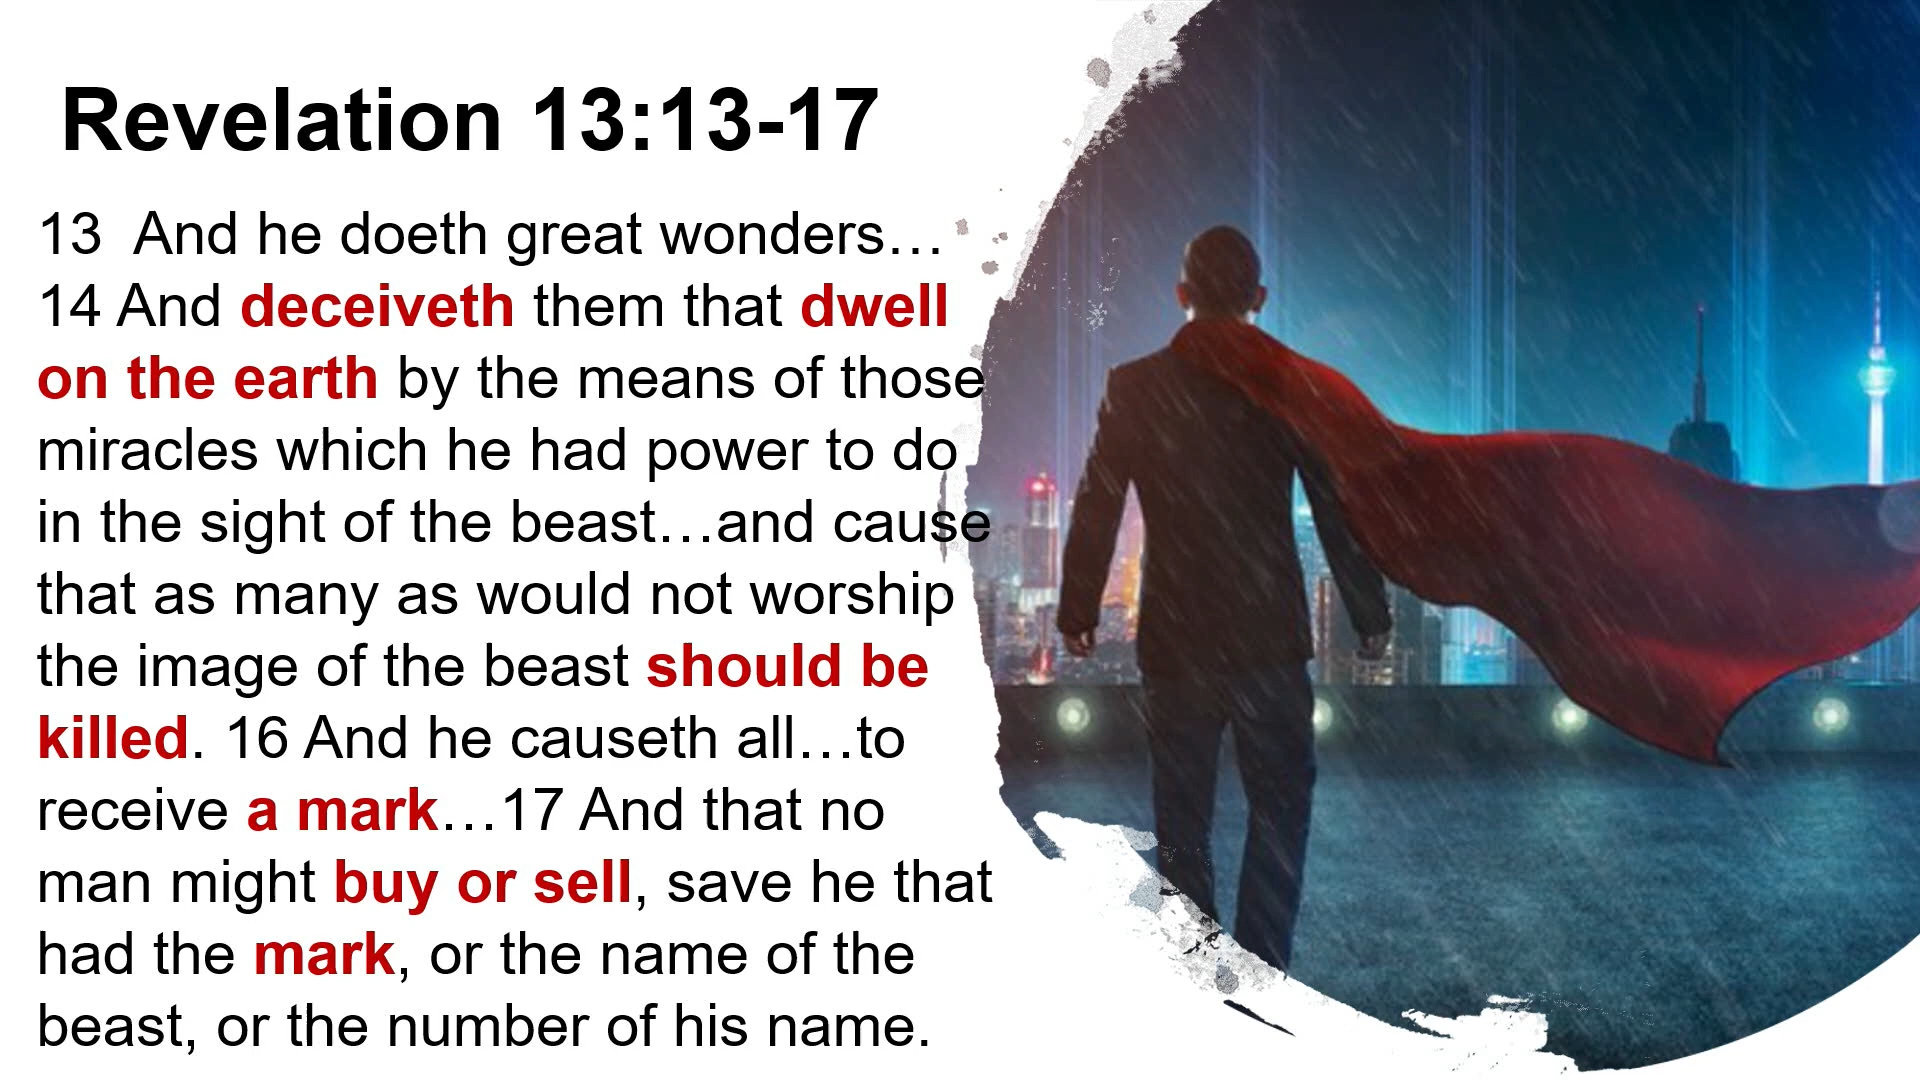 Revelation 13:13-17
13  And he doeth great wonders…
14 And deceiveth them that dwell
on the earth by the means of those
miracles which he had power to do
in the sight of the beast…and cause
that as many as would not worship
the image of the beast should be
killed. 16 And he causeth all…to
receive a mark…17 And that no
man might buy or sell, save he that
had the mark, or the name of the
beast, or the number of his name.